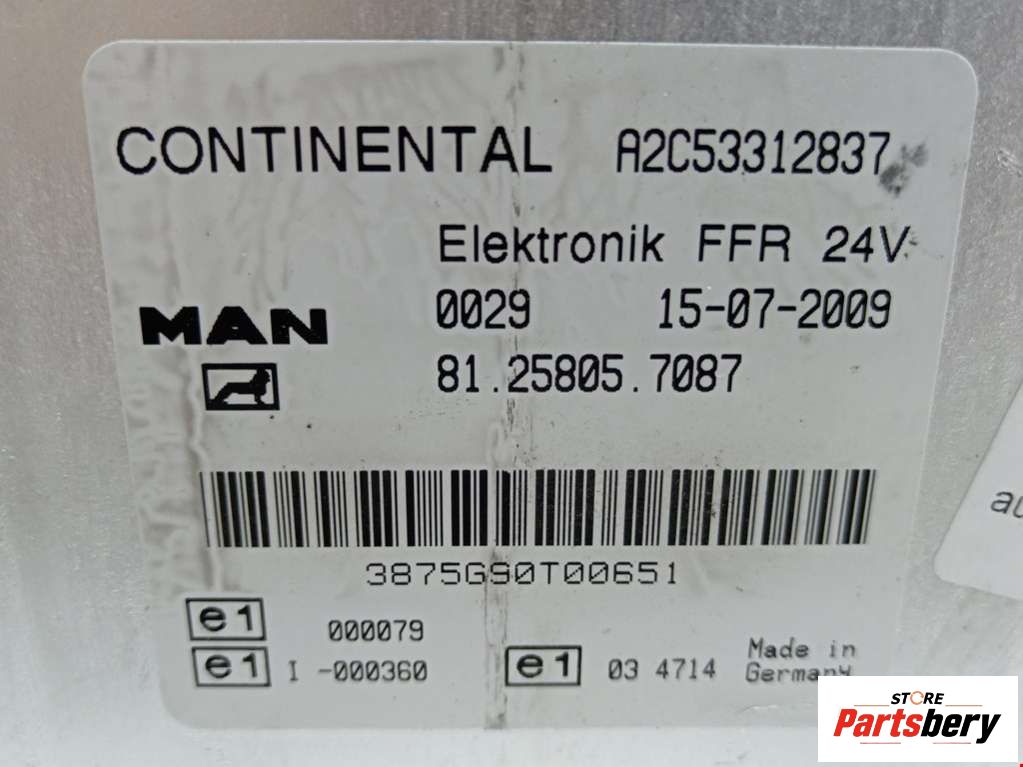 CONTINENTAL A2C53312837
Elektronik FFR 24V
MAN
0029 15-07-2009
81.25805.7087
3875G90T00651
e1 000079
e1 I -000360
e1 03 4714
Made in
Germany
STORE
Partsbery